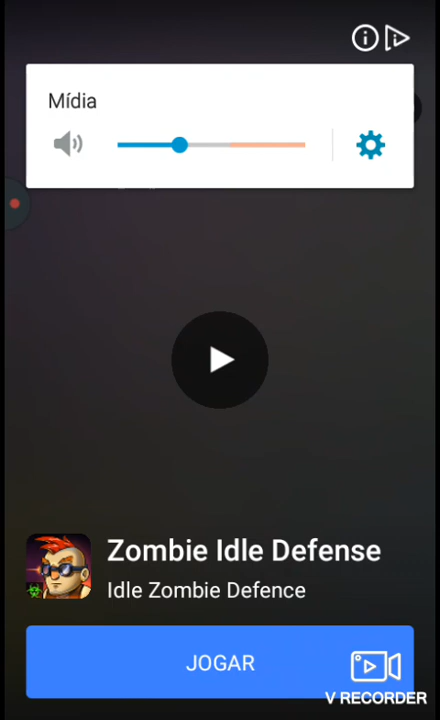 Mídia
Zombie Idle Defense
Idle Zombie Defence
JOGAR
V RECORDER